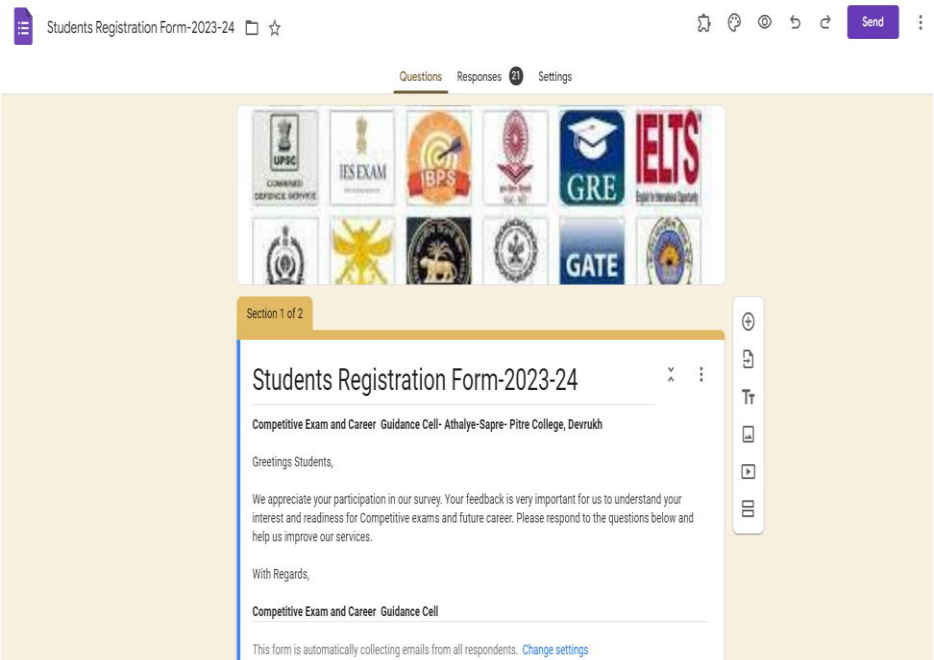 Students Registration Form-2023-24
Send
Questions Responses 21 Settings
UPSC
COMBINED
DEFENCE SERVICE
IES EXAM
IBPS
GRE
IELTS
English for International Opportunity
GATE
Section 1 of 2
Students Registration Form-2023-24
Competitive Exam and Career Guidance Cell- Athalye-Sapre- Pitre College, Devrukh
Greetings Students,
We appreciate your participation in our survey. Your feedback is very important for us to understand your
interest and readiness for Competitive exams and future career. Please respond to the questions below and
help us improve our services.
With Regards,
Competitive Exam and Career Guidance Cell
This form is automatically collecting emails from all respondents. Change settings
Tт